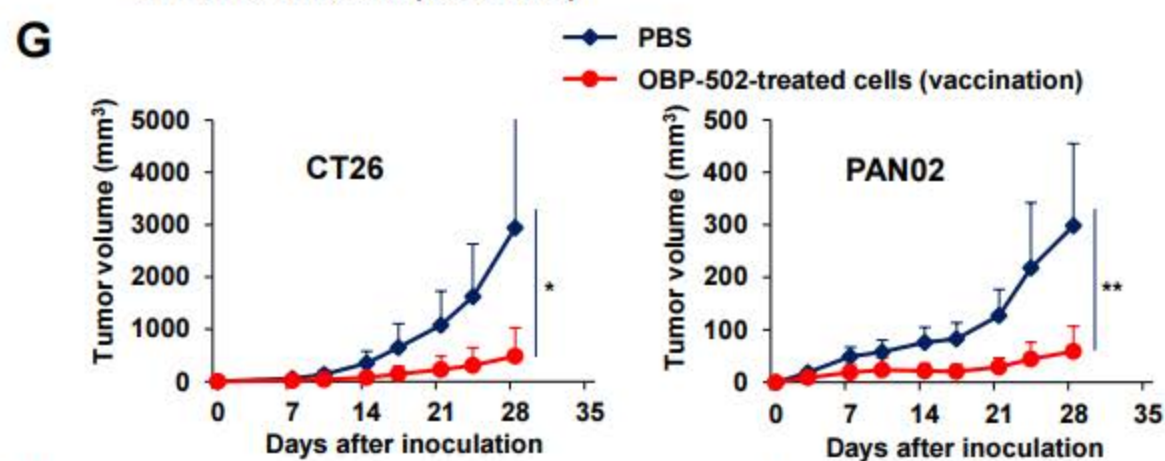 G
PBS
OBP-502-treated cells (vaccination)
Tumor volume (mm³)
5000
4000
3000
2000
1000
0
CT26
*
0 7 14 21 28 35
Days after inoculation
Tumor volume (mm³)
500
400
300
200
100
0
PAN02
**
0 7 14 21 28 35
Days after inoculation